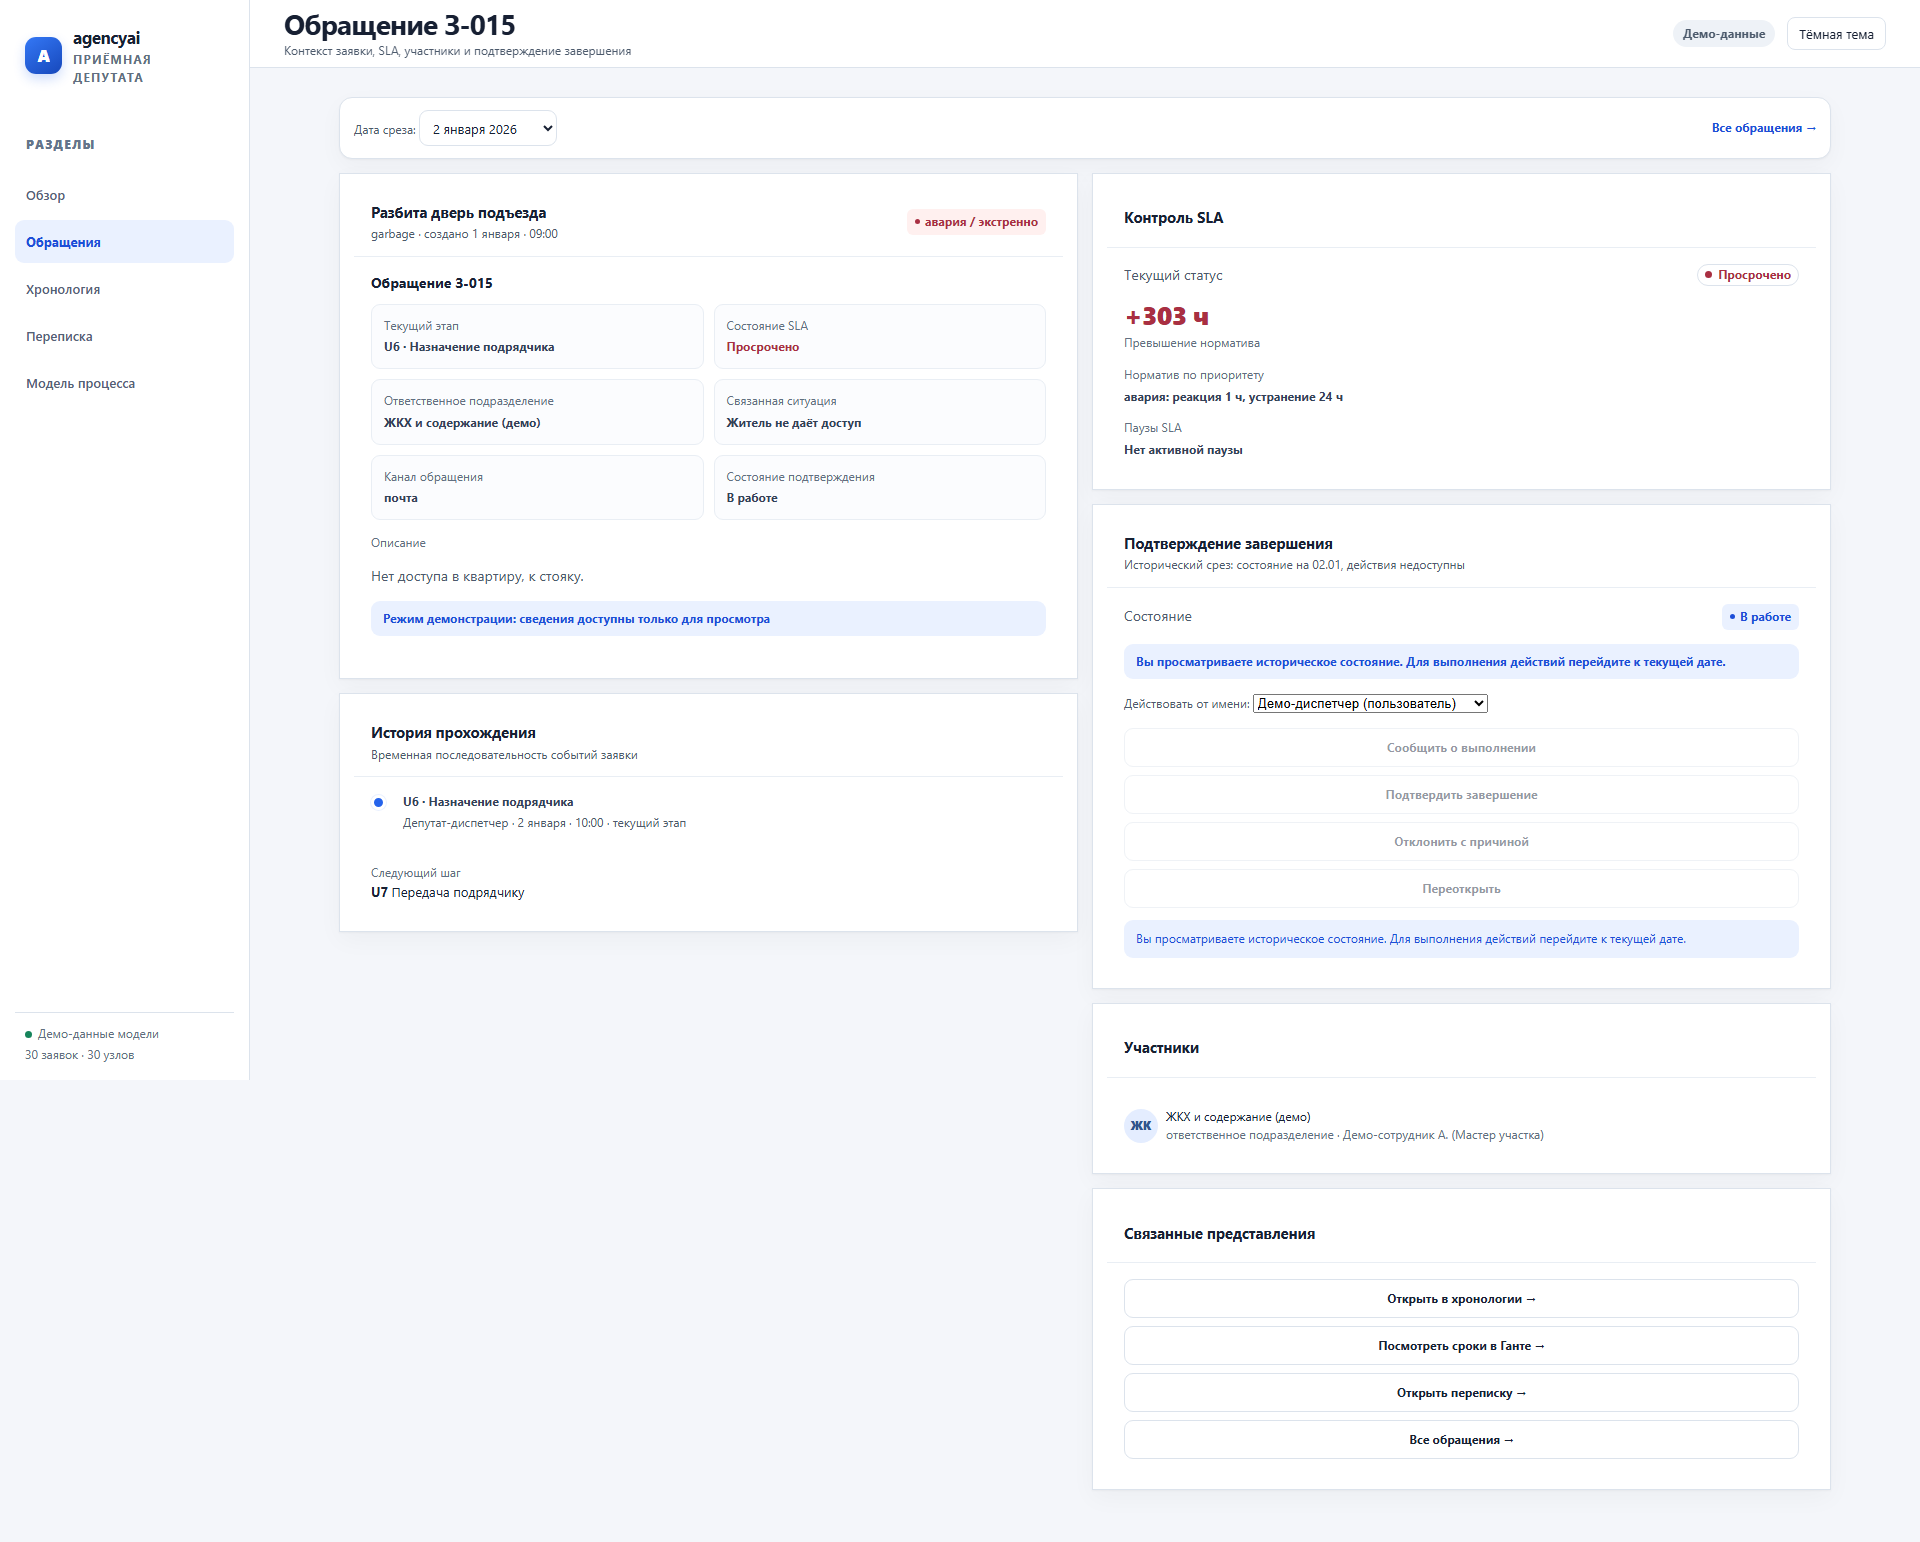 A
agencyai
ПРИЁМНАЯ
ДЕПУТАТА
РАЗДЕЛЫ
Обзор
Обращения
Хронология
Переписка
Модель процесса
Демо-данные модели
30 заявок · 30 узлов
Обращение З-015
Контекст заявки, SLA, участники и подтверждение завершения
Демо-данные
Тёмная тема
Дата среза: 2 января 2026
Все обращения →
Разбита дверь подъезда
garbage · создано 1 января · 09:00
авария / экстренно
Обращение З-015
Текущий этап
U6 · Назначение подрядчика
Состояние SLA
Просрочено
Ответственное подразделение
ЖКХ и содержание (демо)
Связанная ситуация
Житель не даёт доступ
Канал обращения
почта
Состояние подтверждения
В работе
Описание
Нет доступа в квартиру, к стояку.
Режим демонстрации: сведения доступны только для просмотра
История прохождения
Временная последовательность событий заявки
U6 · Назначение подрядчика
Депутат-диспетчер · 2 января · 10:00 · текущий этап
Следующий шаг
U7 Передача подрядчику
Контроль SLA
Текущий статус
Просрочено
+303 ч
Превышение норматива
Норматив по приоритету
авария: реакция 1 ч, устранение 24 ч
Паузы SLA
Нет активной паузы
Подтверждение завершения
Исторический срез: состояние на 02.01, действия недоступны
Состояние
В работе
Вы просматриваете историческое состояние. Для выполнения действий перейдите к текущей дате.
Действовать от имени: Демо-диспетчер (пользователь)
Сообщить о выполнении
Подтвердить завершение
Отклонить с причиной
Переоткрыть
Вы просматриваете историческое состояние. Для выполнения действий перейдите к текущей дате.
Участники
ЖК
ЖКХ и содержание (демо)
ответственное подразделение · Демо-сотрудник А. (Мастер участка)
Связанные представления
Открыть в хронологии →
Посмотреть сроки в Ганте →
Открыть переписку →
Все обращения →